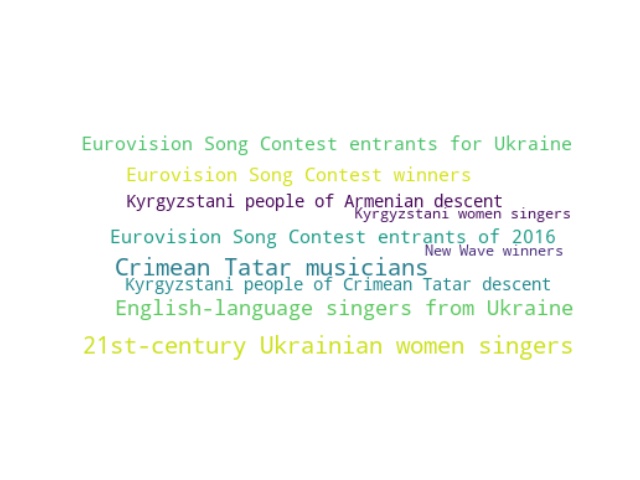 Eurovision Song Contest entrants for Ukraine
Eurovision Song Contest winners
Kyrgyzstani people of Armenian descent
Kyrgyzstani women singers
Eurovision Song Contest entrants of 2016
New Wave winners
Crimean Tatar musicians
Kyrgyzstani people of Crimean Tatar descent
English-language singers from Ukraine
21st-century Ukrainian women singers